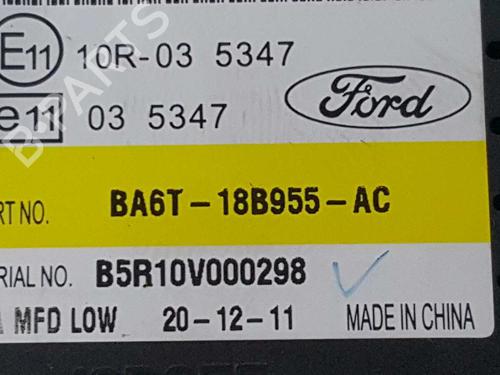 E11 10R-03 5347
e11 03 5347
Ford
B-PARTS
RT NO. BA6T-18B955-AC
RIAL NO. B5R10V000298
A MFD LOW 20-12-11 MADE IN CHINA